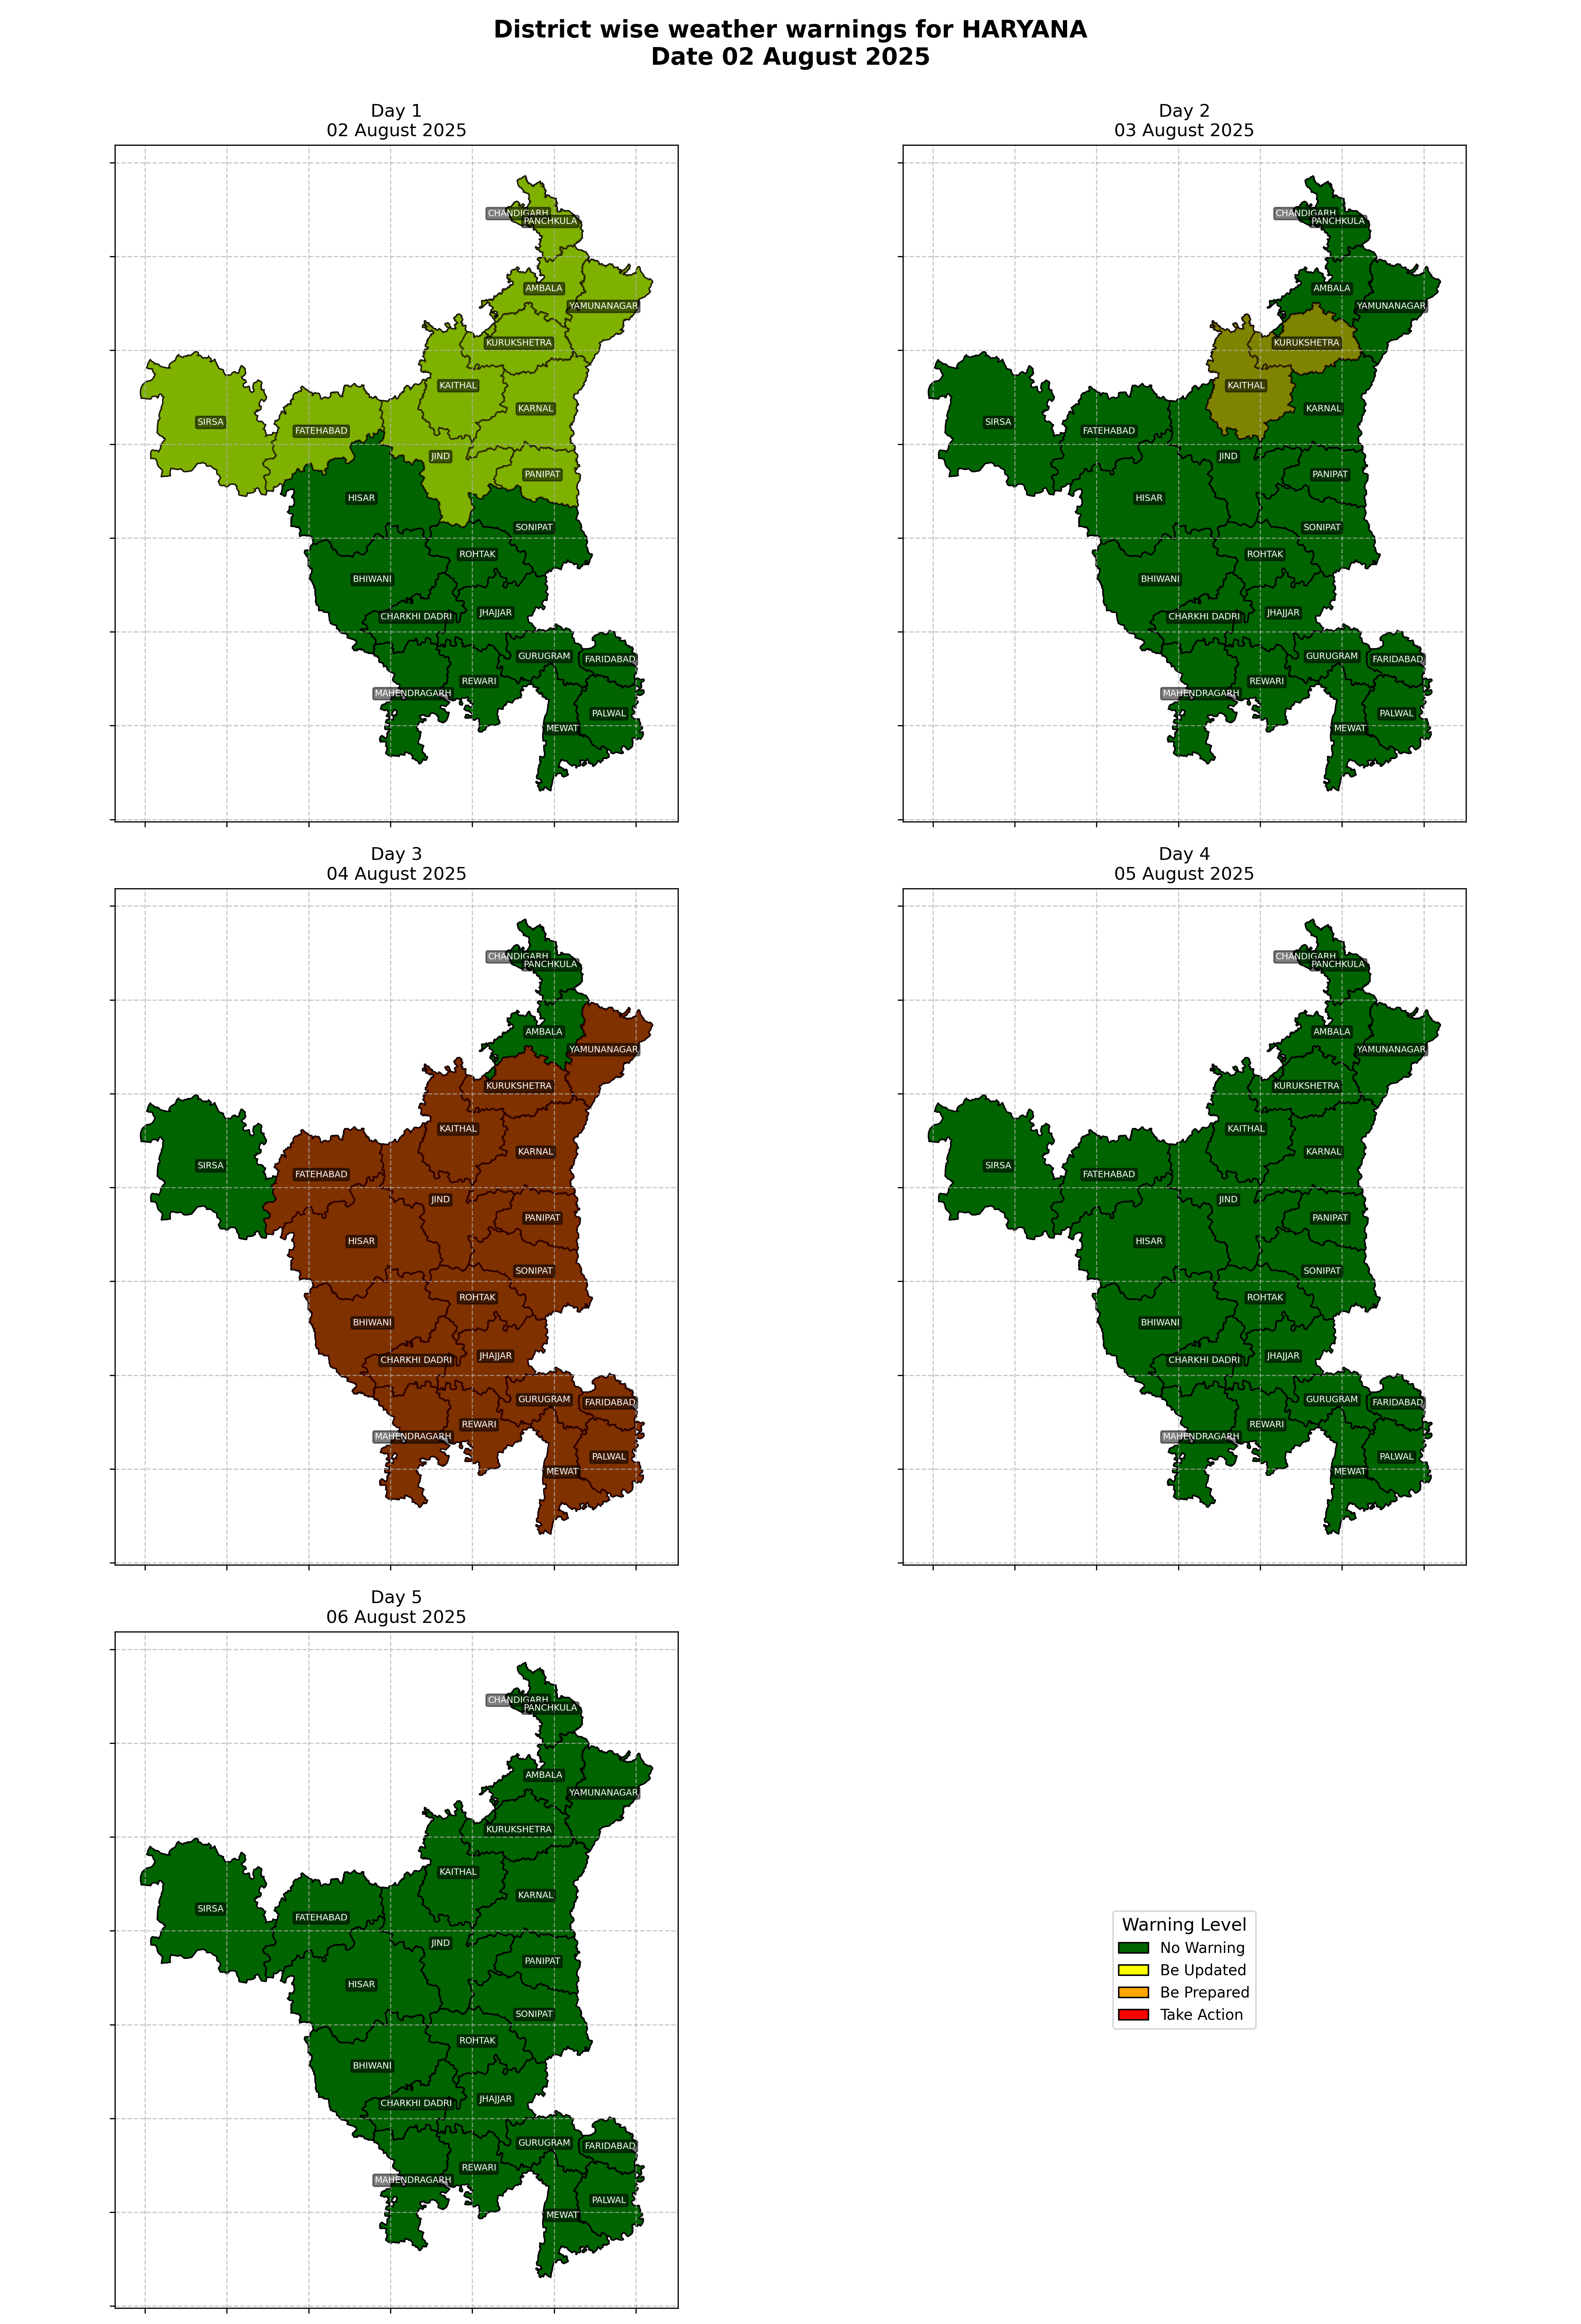 District wise weather warnings for HARYANA
Date 02 August 2025
Day 1
02 August 2025
CHANDIGARH
PANCHKULA
AMBALA
YAMUNANAGAR
KURUKSHETRA
KAITHAL
KARNAL
SIRSA
FATEHABAD
JIND
PANIPAT
HISAR
SONIPAT
ROHTAK
BHIWANI
CHARKHI DADRI
JHAJJAR
GURUGRAM
FARIDABAD
REWARI
MAHENDRAGARH
PALWAL
MEWAT
Day 2
03 August 2025
CHANDIGARH
PANCHKULA
AMBALA
YAMUNANAGAR
KURUKSHETRA
KAITHAL
KARNAL
SIRSA
FATEHABAD
JIND
PANIPAT
HISAR
SONIPAT
ROHTAK
BHIWANI
CHARKHI DADRI
JHAJJAR
GURUGRAM
FARIDABAD
REWARI
MAHENDRAGARH
PALWAL
MEWAT
Day 3
04 August 2025
CHANDIGARH
PANCHKULA
AMBALA
YAMUNANAGAR
KURUKSHETRA
KAITHAL
KARNAL
SIRSA
FATEHABAD
JIND
PANIPAT
HISAR
SONIPAT
ROHTAK
BHIWANI
CHARKHI DADRI
JHAJJAR
GURUGRAM
FARIDABAD
REWARI
MAHENDRAGARH
PALWAL
MEWAT
Day 4
05 August 2025
CHANDIGARH
PANCHKULA
AMBALA
YAMUNANAGAR
KURUKSHETRA
KAITHAL
KARNAL
SIRSA
FATEHABAD
JIND
PANIPAT
HISAR
SONIPAT
ROHTAK
BHIWANI
CHARKHI DADRI
JHAJJAR
GURUGRAM
FARIDABAD
REWARI
MAHENDRAGARH
PALWAL
MEWAT
Day 5
06 August 2025
CHANDIGARH
PANCHKULA
AMBALA
YAMUNANAGAR
KURUKSHETRA
KAITHAL
KARNAL
SIRSA
FATEHABAD
JIND
PANIPAT
HISAR
SONIPAT
ROHTAK
BHIWANI
CHARKHI DADRI
JHAJJAR
GURUGRAM
FARIDABAD
REWARI
MAHENDRAGARH
PALWAL
MEWAT
Warning Level
No Warning
Be Updated
Be Prepared
Take Action